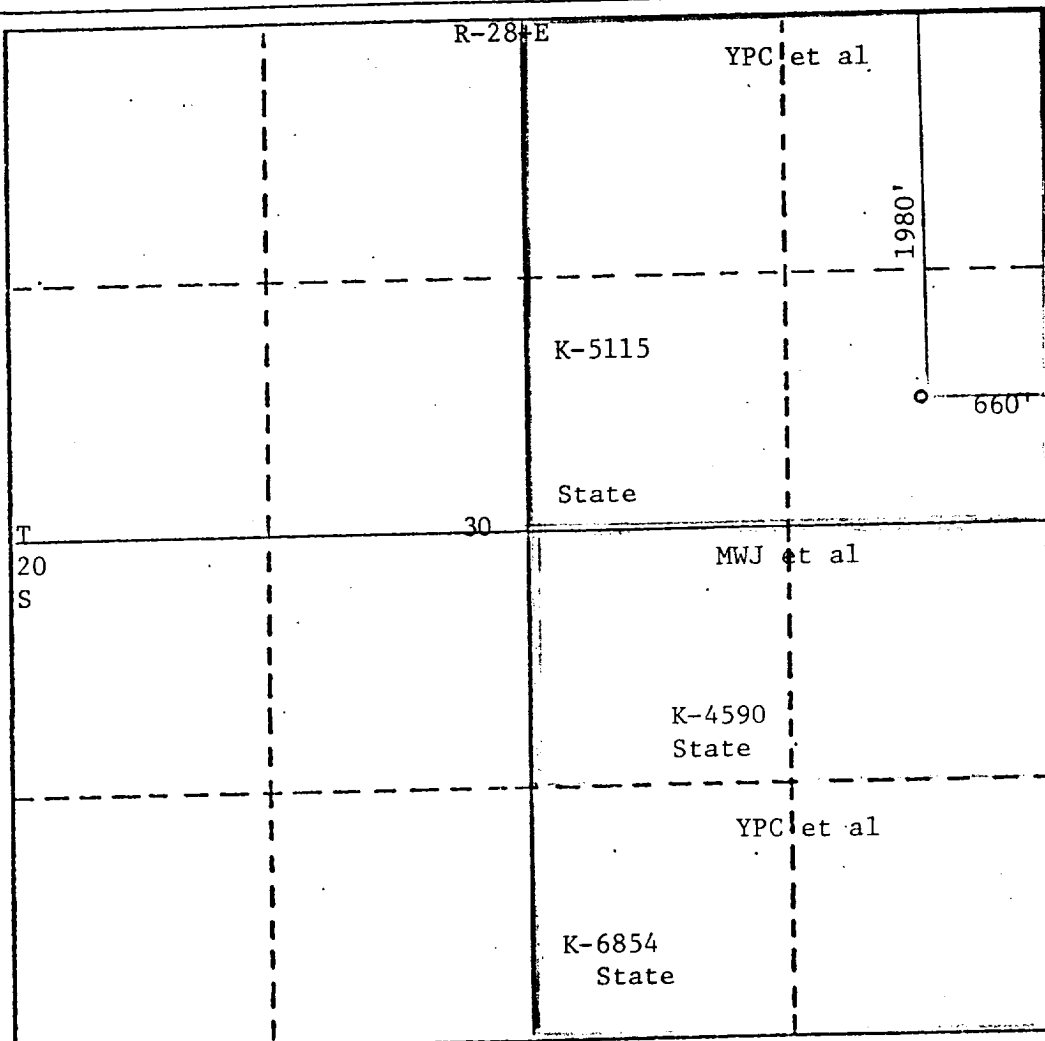 R-28-E
YPC et al
1980'
K-5115
660'
State
T
30
20
S
MWJ et al
K-4590
State
YPC et al
K-6854
State